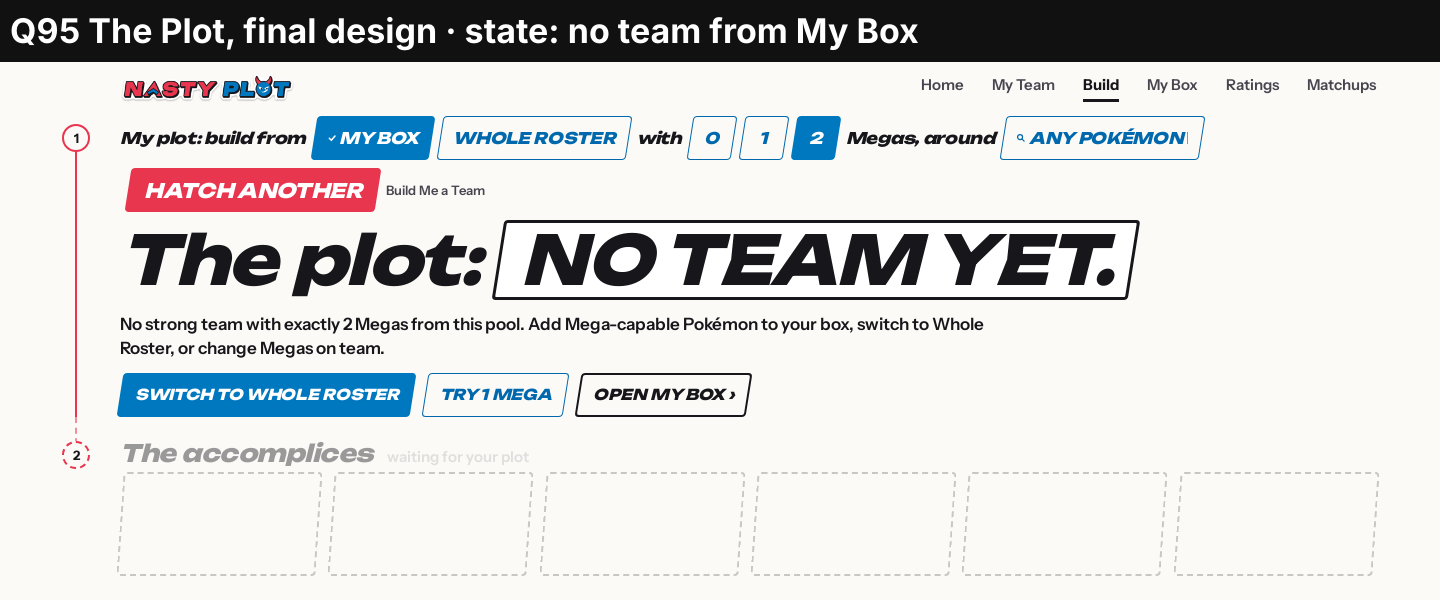 Q95 The Plot, final design · state: no team from My Box
NASTY PLOT
Home My Team Build My Box Ratings Matchups
1
My plot: build from ✓ MY BOX WHOLE ROSTER with 0 1 2 Megas, around ANY POKÉMON
HATCH ANOTHER Build Me a Team
The plot: NO TEAM YET.
No strong team with exactly 2 Megas from this pool. Add Mega-capable Pokémon to your box, switch to Whole
Roster, or change Megas on team.
SWITCH TO WHOLE ROSTER TRY 1 MEGA OPEN MY BOX ›
2
The accomplices waiting for your plot